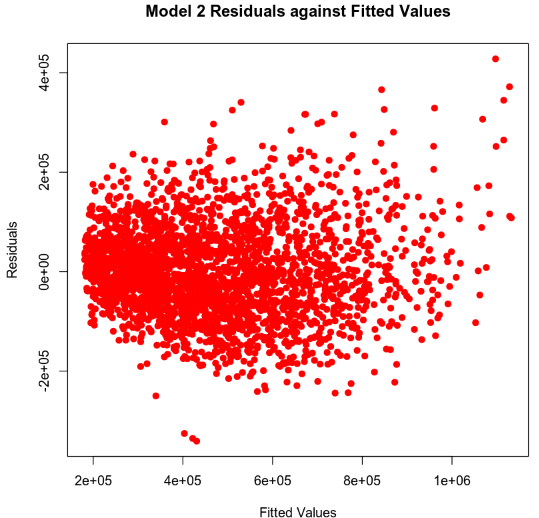 Model 2 Residuals against Fitted Values
4e+05
2e+05
0e+00
-2e+05
Residuals
2e+05 4e+05 6e+05 8e+05 1e+06
Fitted Values